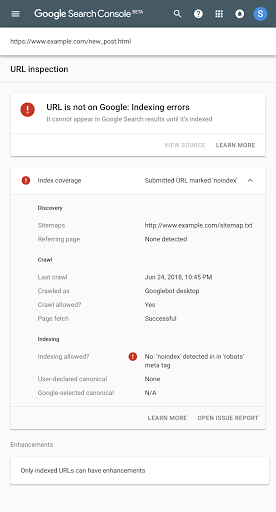 Google Search Console BETA
S
https://www.example.com/new_post.html
URL inspection
URL is not on Google: Indexing errors
It cannot appear in Google Search results until it's indexed
VIEW SOURCE LEARN MORE
Index coverage Submitted URL marked 'noindex'
Discovery
Sitemaps http://www.example.com/sitemap.txt
Referring page None detected
Crawl
Last crawl Jun 24, 2018, 10:45 PM
Crawled as Googlebot desktop
Crawl allowed? Yes
Page fetch Successful
Indexing
Indexing allowed? No: 'noindex' detected in in 'robots'
meta tag
User-declared canonical None
Google-selected canonical N/A
LEARN MORE OPEN ISSUE REPORT
Enhancements
Only indexed URLs can have enhancements